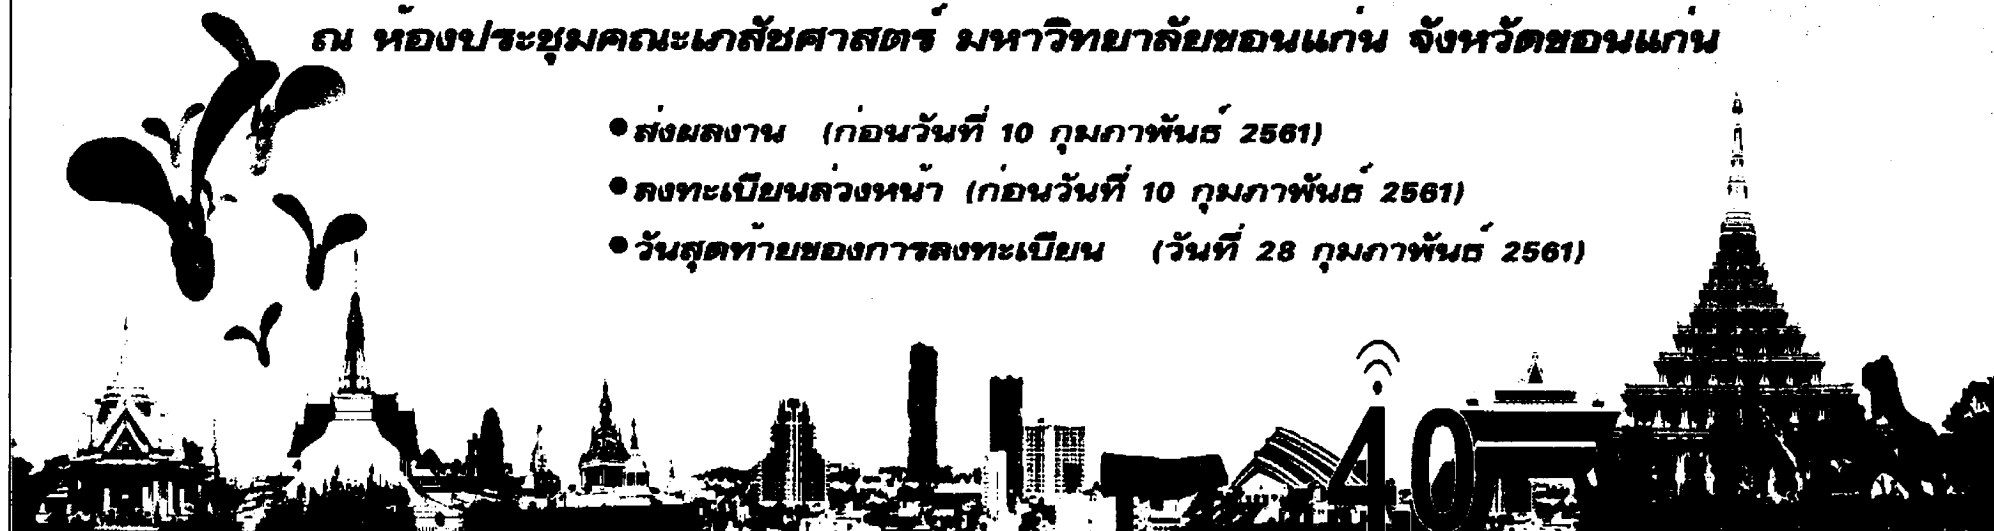 ณ ห้องประชุมคณะเภสัชศาสตร์ มหาวิทยาลัยขอนแก่น จังหวัดขอนแก่น
•ส่งผลงาน (ก่อนวันที่ 10 กุมภาพันธ์ 2561)
•ลงทะเบียนล่วงหน้า (ก่อนวันที่ 10 กุมภาพันธ์ 2561)
•วันสุดท้ายของการลงทะเบียน (วันที่ 28 กุมภาพันธ์ 2561)
40